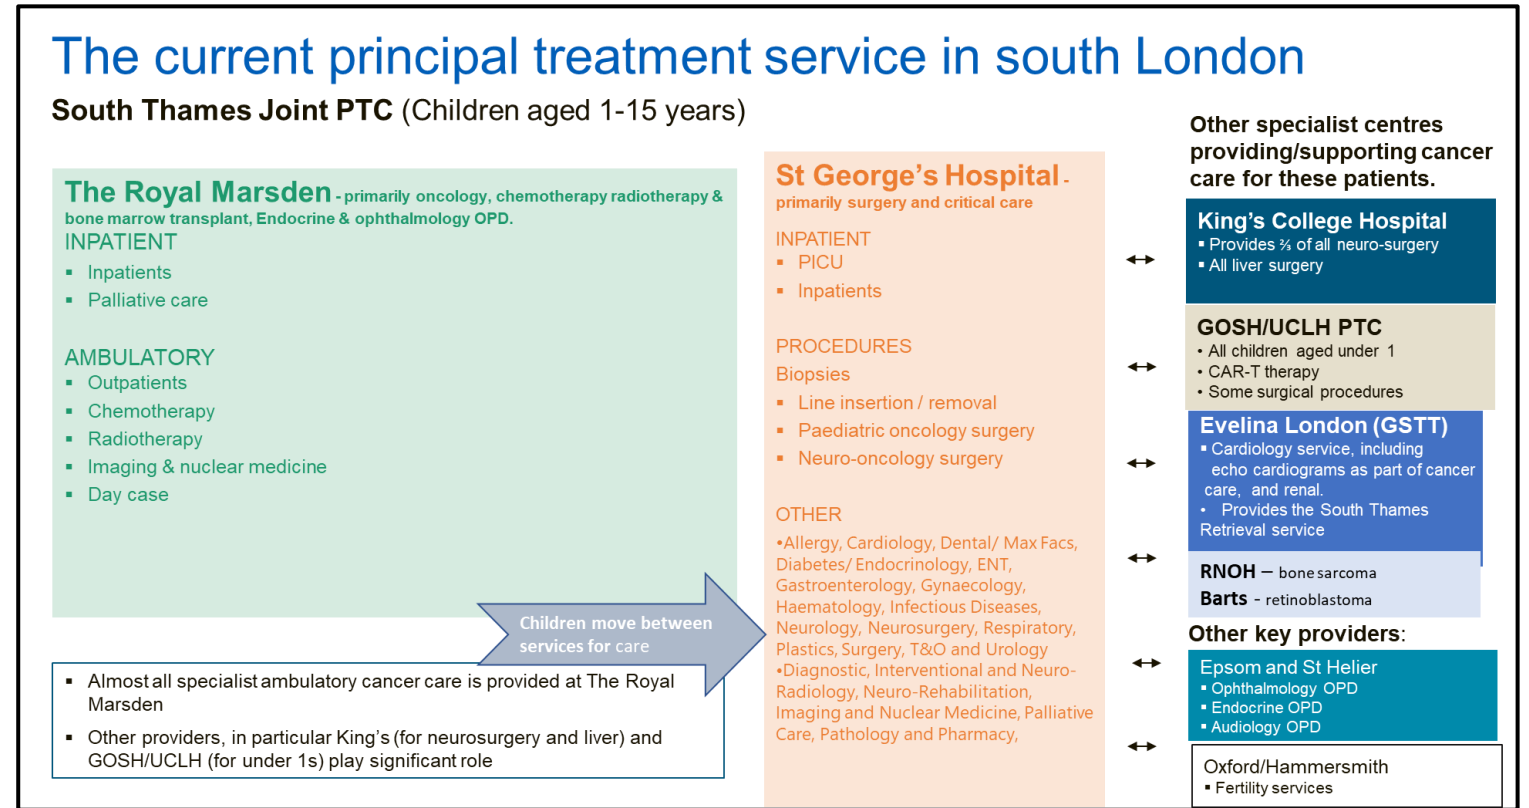 The current principal treatment service in south London
South Thames Joint PTC (Children aged 1-15 years)
The Royal Marsden - primarily oncology, chemotherapy radiotherapy &
bone marrow transplant, Endocrine & ophthalmology OPD.
INPATIENT
▪ Inpatients
▪ Palliative care
AMBULATORY
▪ Outpatients
▪ Chemotherapy
▪ Radiotherapy
▪ Imaging & nuclear medicine
▪ Day case
Children move between
services for care
▪ Almost all specialist ambulatory cancer care is provided at The Royal
Marsden
▪ Other providers, in particular King's (for neurosurgery and liver) and
GOSH/UCLH (for under 1s) play significant role
St George's Hospital -
primarily surgery and critical care
INPATIENT
▪ PICU
▪ Inpatients
PROCEDURES
Biopsies
▪ Line insertion / removal
▪ Paediatric oncology surgery
▪ Neuro-oncology surgery
OTHER
•Allergy, Cardiology, Dental/ Max Facs,
Diabetes/ Endocrinology, ENT,
Gastroenterology, Gynaecology,
Haematology, Infectious Diseases,
Neurology, Neurosurgery, Respiratory,
Plastics, Surgery, T&O and Urology
•Diagnostic, Interventional and Neuro-
Radiology, Neuro-Rehabilitation,
Imaging and Nuclear Medicine, Palliative
Care, Pathology and Pharmacy,
Other specialist centres
providing/supporting cancer
care for these patients.
King's College Hospital
▪ Provides ⅔ of all neuro-surgery
▪ All liver surgery
GOSH/UCLH PTC
• All children aged under 1
• CAR-T therapy
• Some surgical procedures
Evelina London (GSTT)
▪ Cardiology service, including
echo cardiograms as part of cancer
care, and renal.
• Provides the South Thames
Retrieval service
RNOH – bone sarcoma
Barts - retinoblastoma
Other key providers:
Epsom and St Helier
▪ Ophthalmology OPD
▪ Endocrine OPD
▪ Audiology OPD
Oxford/Hammersmith
▪ Fertility services